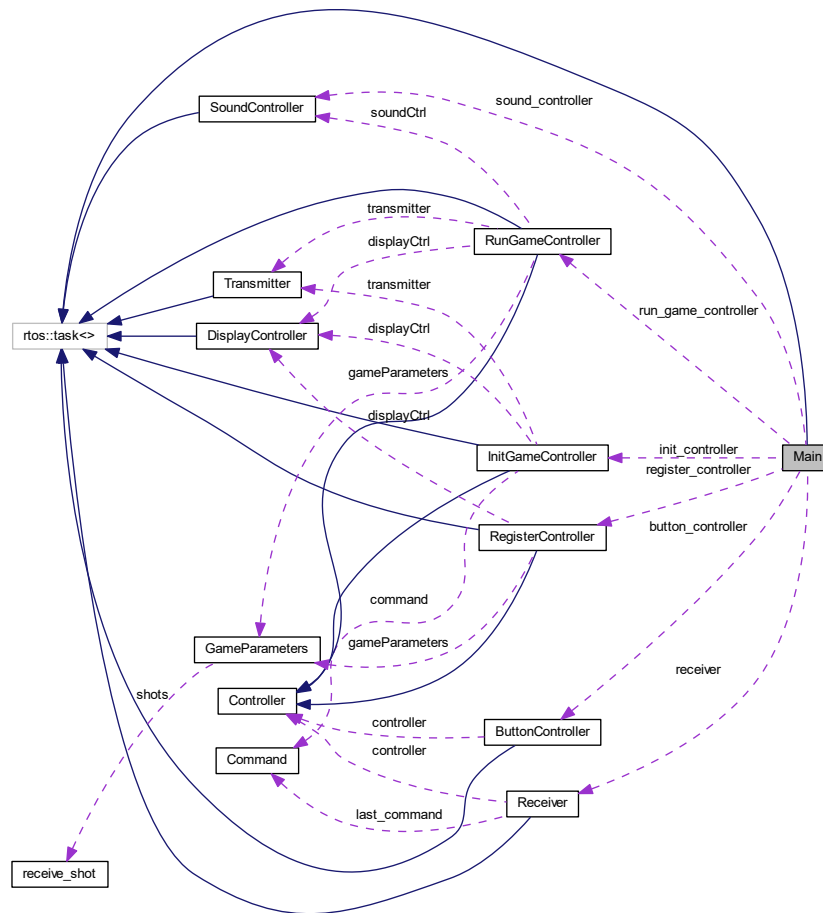 sound_controller
SoundController
soundCtrl
transmitter
RunGameController
displayCtrl
Transmitter
transmitter
run_game_controller
rtos::task<>
DisplayController
displayCtrl
gameParameters
displayCtrl
InitGameController
init_controller
Main
register_controller
RegisterController
button_controller
command
GameParameters
gameParameters
shots
receiver
Controller
controller
ButtonController
controller
Command
Receiver
last_command
receive_shot